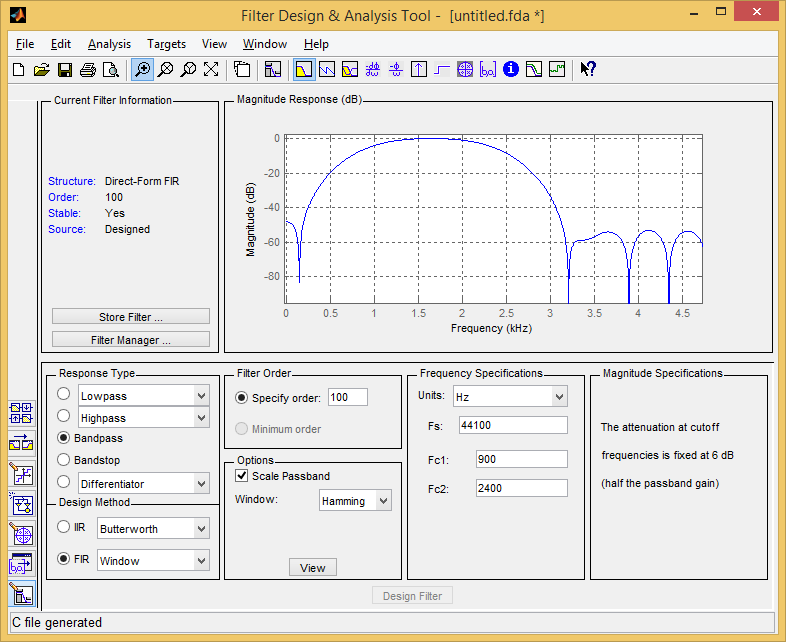 Filter Design & Analysis Tool - [untitled.fda *]
File Edit Analysis Targets View Window Help
Current Filter Information
Structure: Direct-Form FIR
Order: 100
Stable: Yes
Source: Designed
Store Filter ...
Filter Manager ...
Magnitude Response (dB)
Magnitude (dB)
0
-20
-40
-60
-80
0 0.5 1 1.5 2 2.5 3 3.5 4 4.5
Frequency (kHz)
Response Type
Lowpass
Highpass
Bandpass
Bandstop
Differentiator
Design Method
IIR Butterworth
FIR Window
Filter Order
Specify order: 100
Minimum order
Options
Scale Passband
Window: Hamming
View
Frequency Specifications
Units: Hz
Fs: 44100
Fc1: 900
Fc2: 2400
Magnitude Specifications
The attenuation at cutoff
frequencies is fixed at 6 dB
(half the passband gain)
Design Filter
C file generated